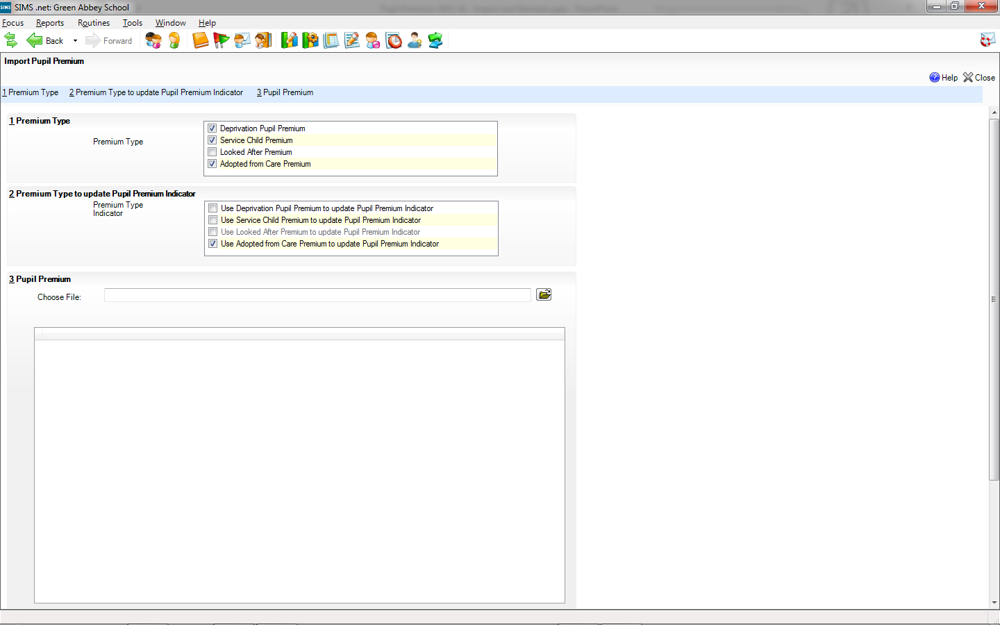 SIMS SIMS .net: Green Abbey School
Focus Reports Routines Tools Window Help
Back Forward
Import Pupil Premium
Help Close
1 Premium Type 2 Premium Type to update Pupil Premium Indicator 3 Pupil Premium
1 Premium Type
Premium Type
Deprivation Pupil Premium
Service Child Premium
Looked After Premium
Adopted from Care Premium
2 Premium Type to update Pupil Premium Indicator
Premium Type
Indicator
Use Deprivation Pupil Premium to update Pupil Premium Indicator
Use Service Child Premium to update Pupil Premium Indicator
Use Looked After Premium to update Pupil Premium Indicator
Use Adopted from Care Premium to update Pupil Premium Indicator
3 Pupil Premium
Choose File: